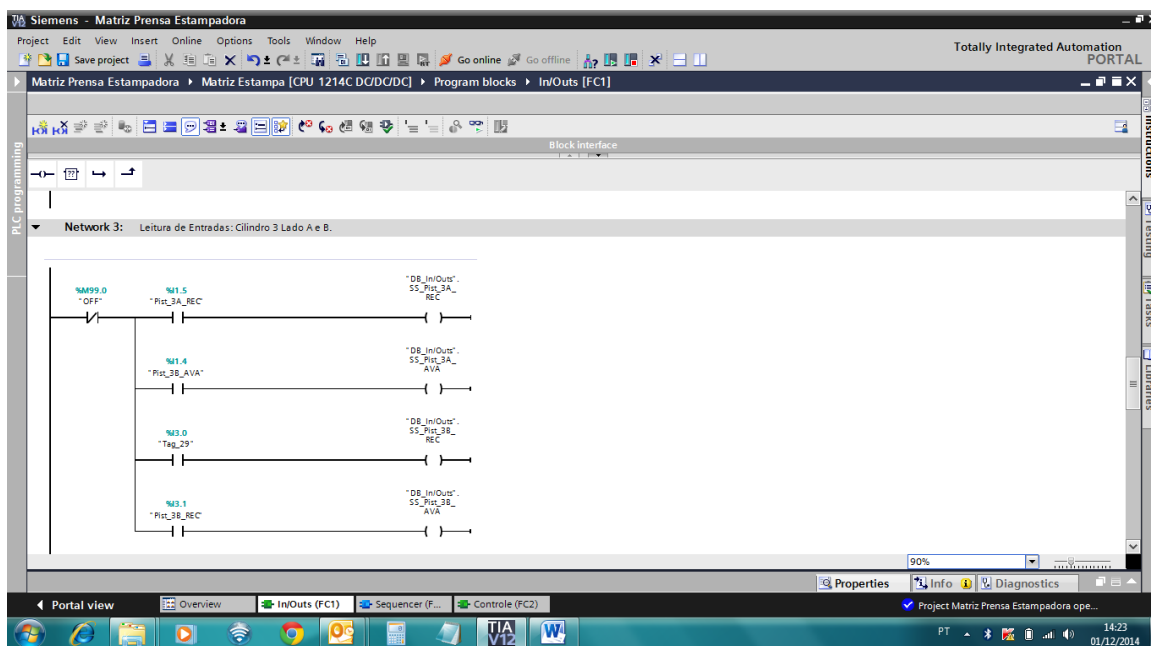 Siemens - Matriz Prensa Estampadora
Project Edit View Insert Online Options Tools Window Help
Totally Integrated Automation
PORTAL
Save project Go online Go offline
Matriz Prensa Estampadora Matriz Estampa [CPU 1214C DC/DC/DC] Program blocks In/Outs [FC1]
Block interface
PLC programming
Instructions
Testing
Tasks
Libraries
Network 3: Leitura de Entradas: Cilindro 3 Lado A e B.
%M99.0
"OFF"
%I1.5
"Pist_3A_REC"
"DB_In/Outs".
SS_Pist_3A_
REC
%I1.4
"Pist_3B_AVA"
"DB_In/Outs".
SS_Pist_3A_
AVA
%I3.0
"Tag_29"
"DB_In/Outs".
SS_Pist_3B_
REC
%I3.1
"Pist_3B_REC"
"DB_In/Outs".
SS_Pist_3B_
AVA
90%
Properties Info Diagnostics
Portal view Overview In/Outs (FC1) Sequencer (F... Controle (FC2)
Project Matriz Prensa Estampadora ope...
TIA
V12
PT
14:23
01/12/2014